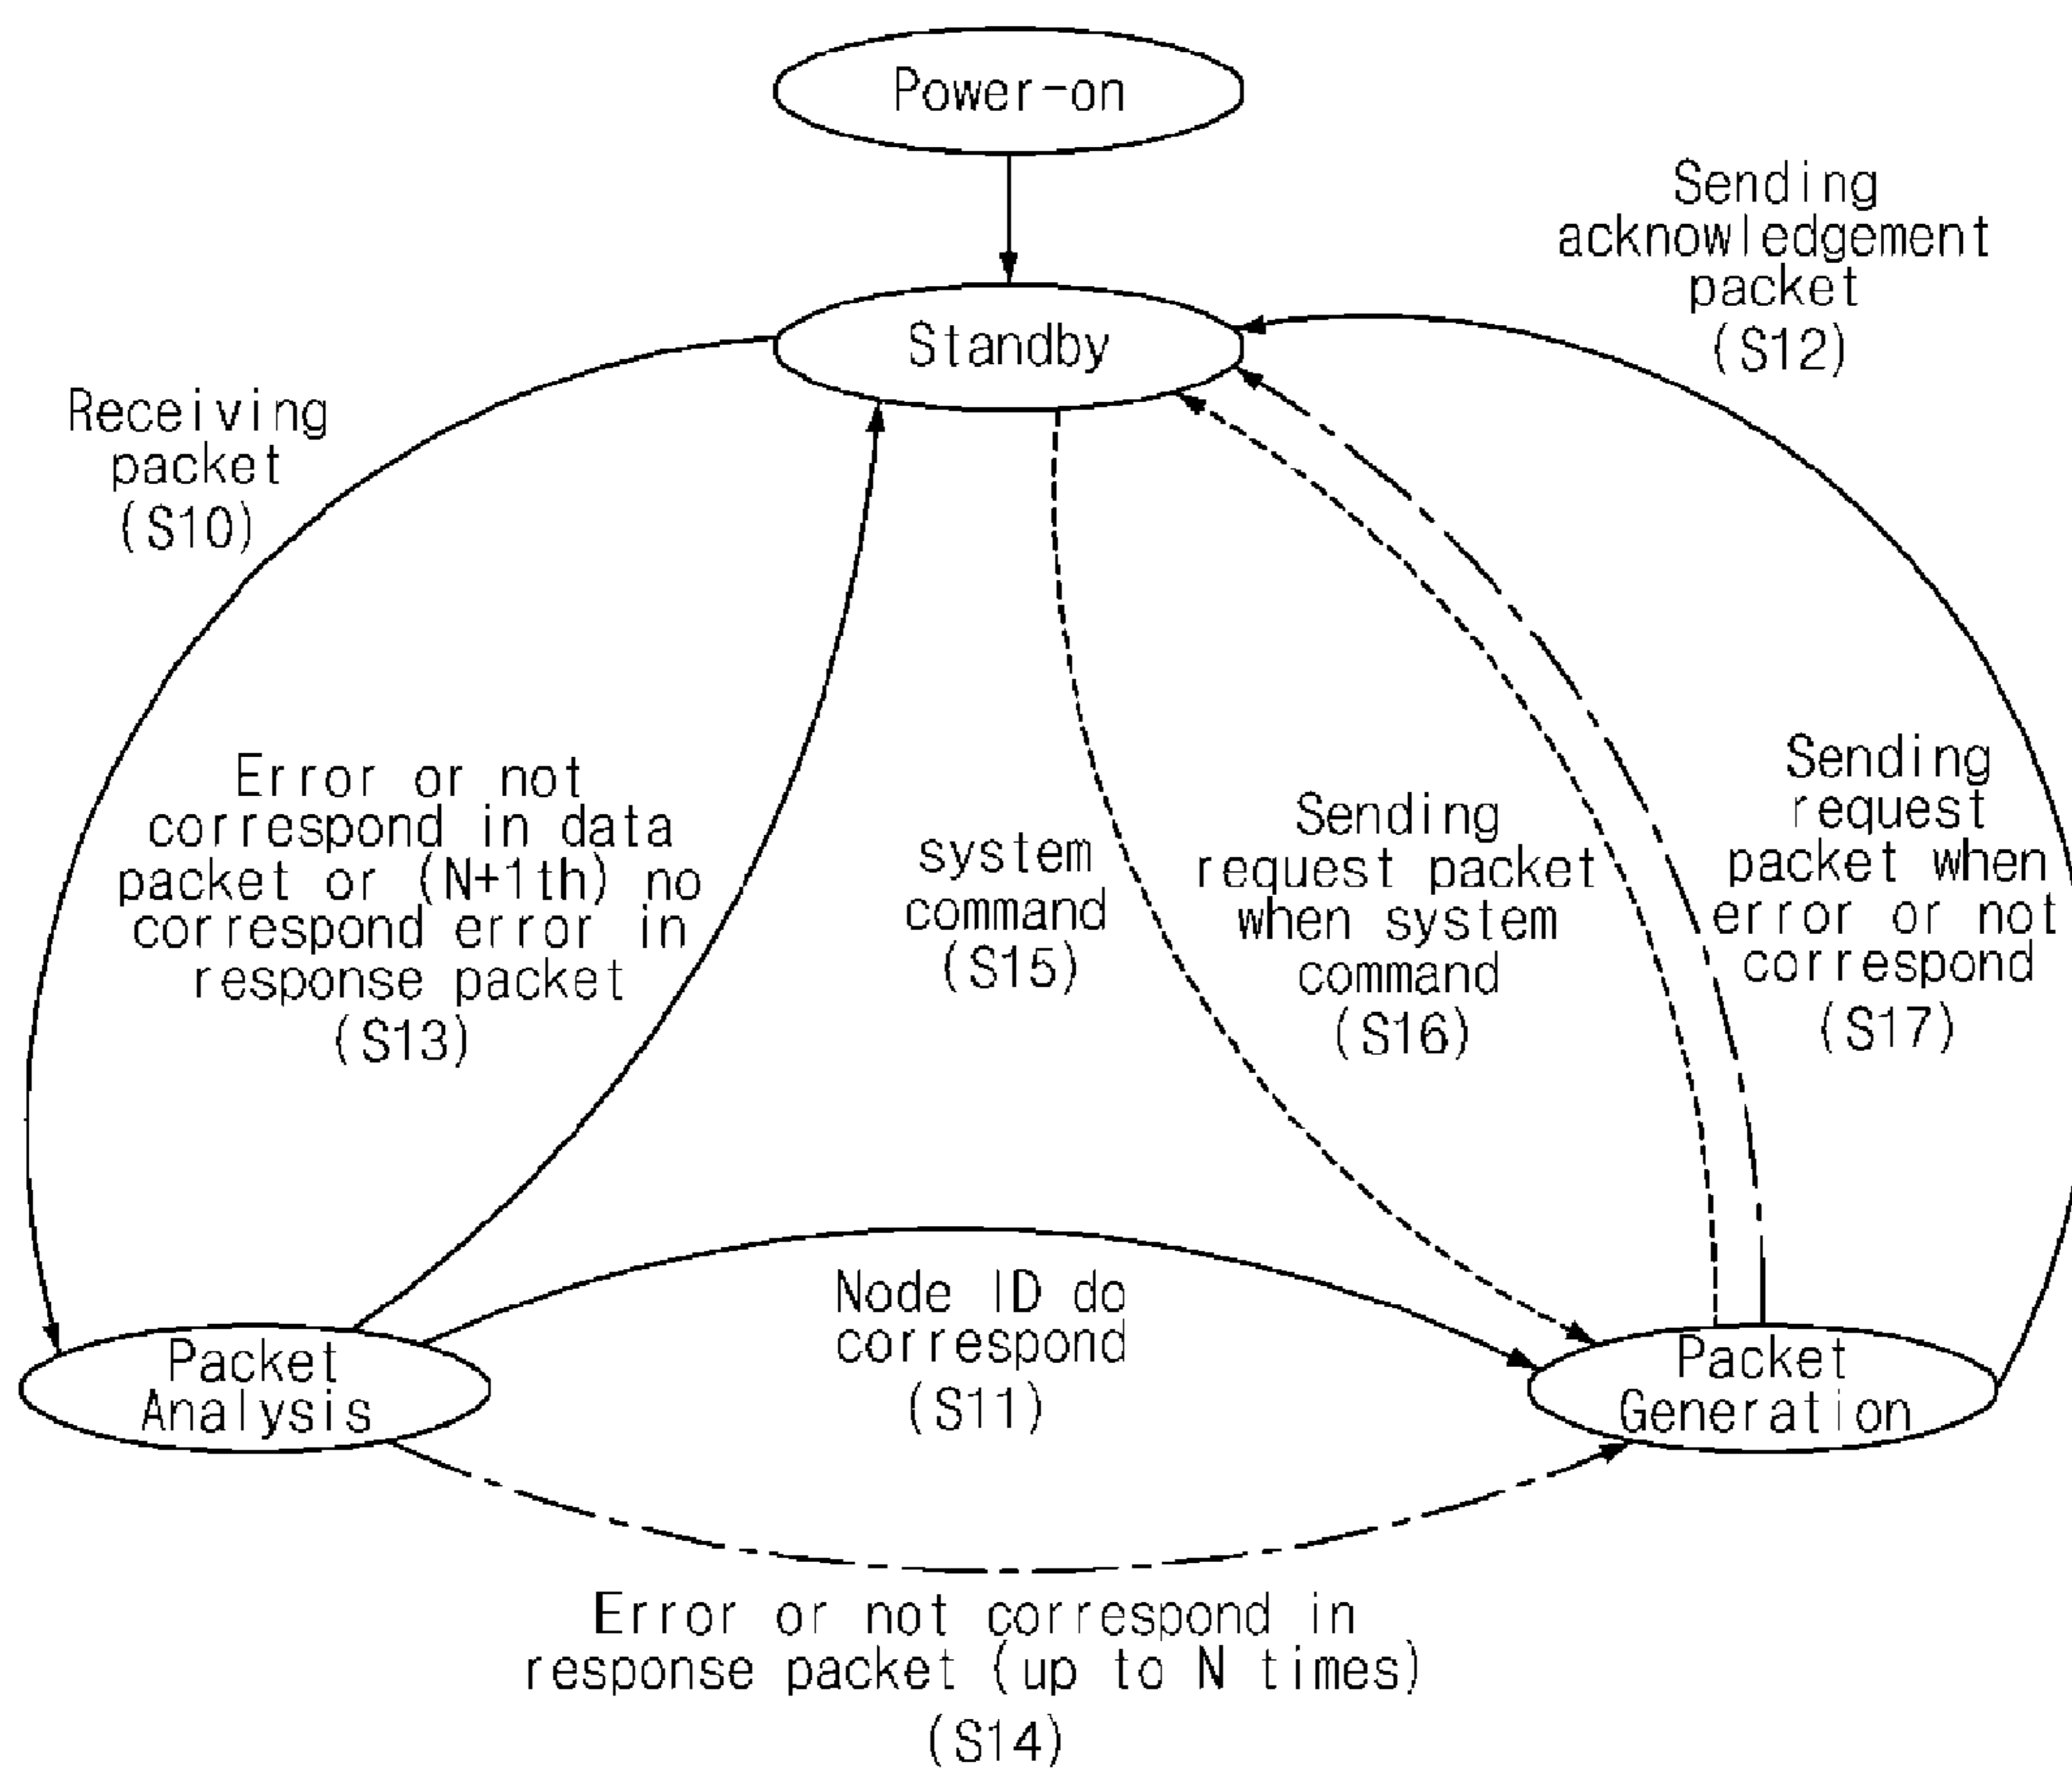 Power-on
Sending
acknowledgement
packet
(S12)
Standby
Receiving
packet
(S10)
Error or not
correspond in data
packet or (N+1th) no
correspond error in
response packet
(S13)
system
command
(S15)
Sending
request packet
when system
command
(S16)
Sending
request
packet when
error or not
correspond
(S17)
Node ID do
correspond
(S11)
Packet
Analysis
Packet
Generation
Error or not correspond in
response packet (up to N times)
(S14)